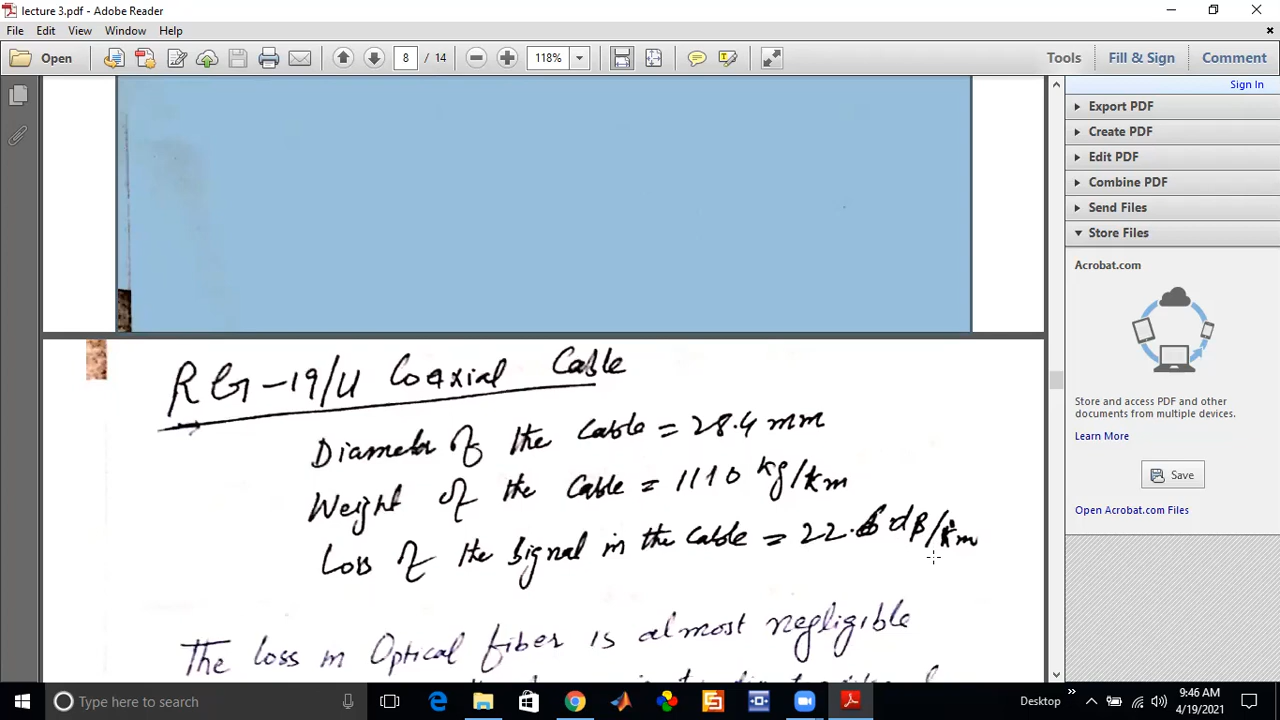 lecture 3.pdf - Adobe Reader
File Edit View Window Help
Open 8 / 14 118% Tools Fill & Sign Comment
Sign In
Export PDF
Create PDF
Edit PDF
Combine PDF
Send Files
Store Files
Acrobat.com
Store and access PDF and other
documents from multiple devices.
Learn More
Save
Open Acrobat.com Files
RG-19/U Coaxial Cable
Diameter of the Cable = 28.4 mm
Weight of the Cable = 1110 kg/km
Loss of the Signal in the Cable = 22.6 dB/km
The loss in Optical fiber is almost negligible
Type here to search
Desktop
9:46 AM
4/19/2021